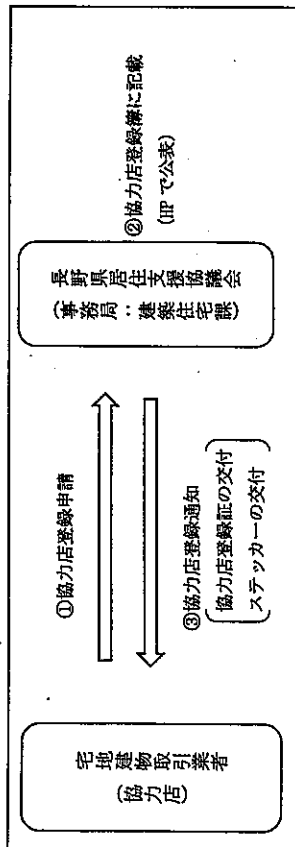 宅地建物取引業者
(協力店)
①協力店登録申請
③協力店登録通知
協力店登録証の交付
ステッカーの交付
長野県居住支援協議会
(事務局：建築住宅課)
②協力店登録簿に記載
(HPで公表)